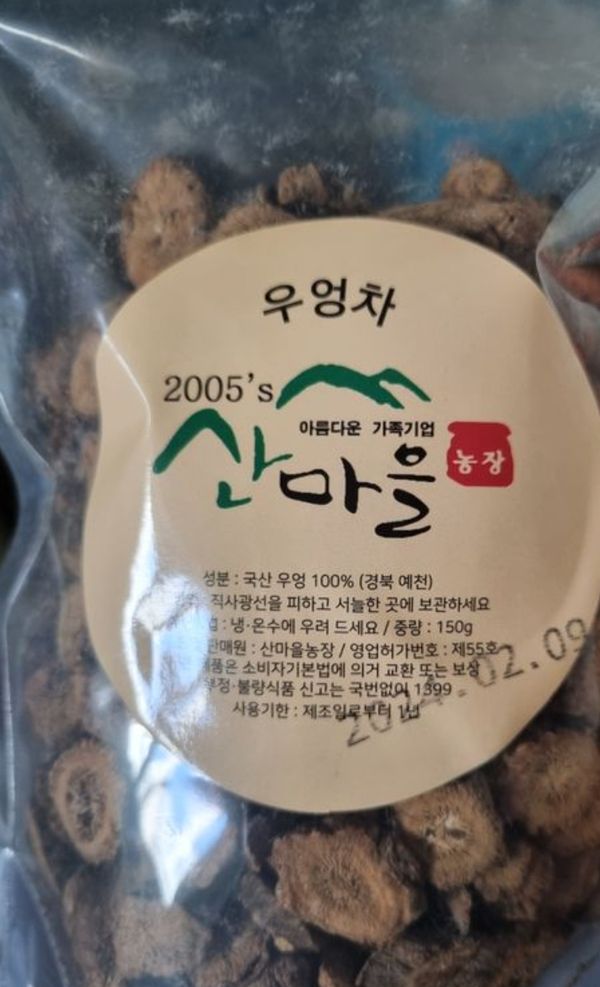 우엉차
2005's
아름다운 가족기업
산마을
농장
성분 : 국산 우엉 100% (경북 예천)
직사광선을 피하고 서늘한 곳에 보관하세요
: 냉·온수에 우려 드세요 / 중량 : 150g
판매원 : 산마을농장 / 영업허가번호 : 제55호
제품은 소비자기본법에 의거 교환 또는 보상
부정·불량식품 신고는 국번없이 1399
사용기한 : 제조일로부터 1년
2024.02.09